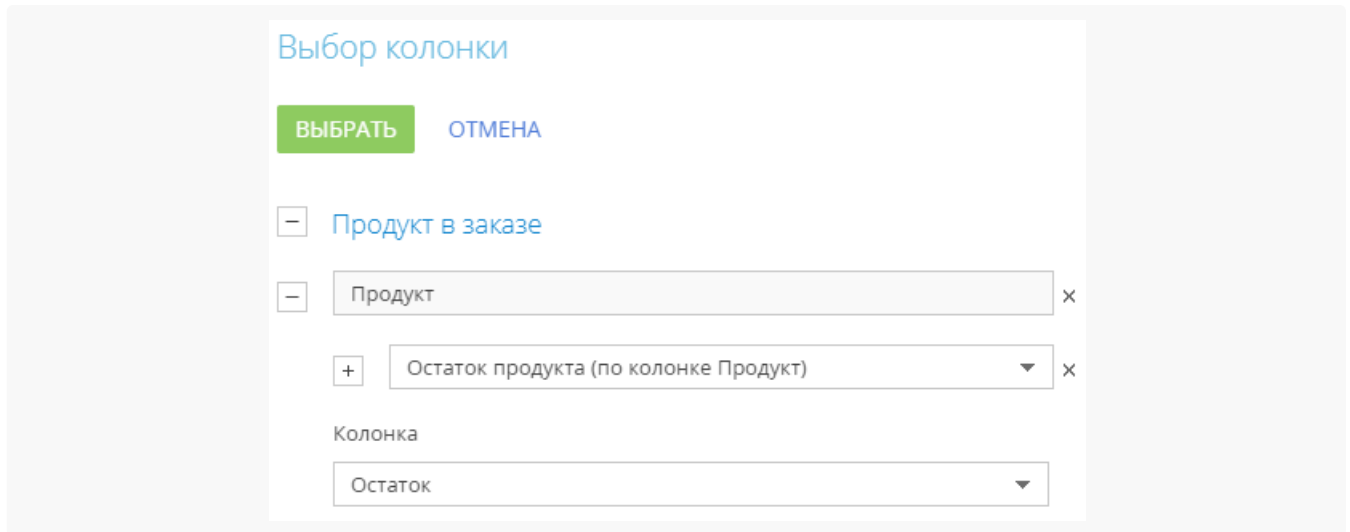 Выбор колонки
ВЫБРАТЬ ОТМЕНА
Продукт в заказе
Продукт
Остаток продукта (по колонке Продукт)
Колонка
Остаток